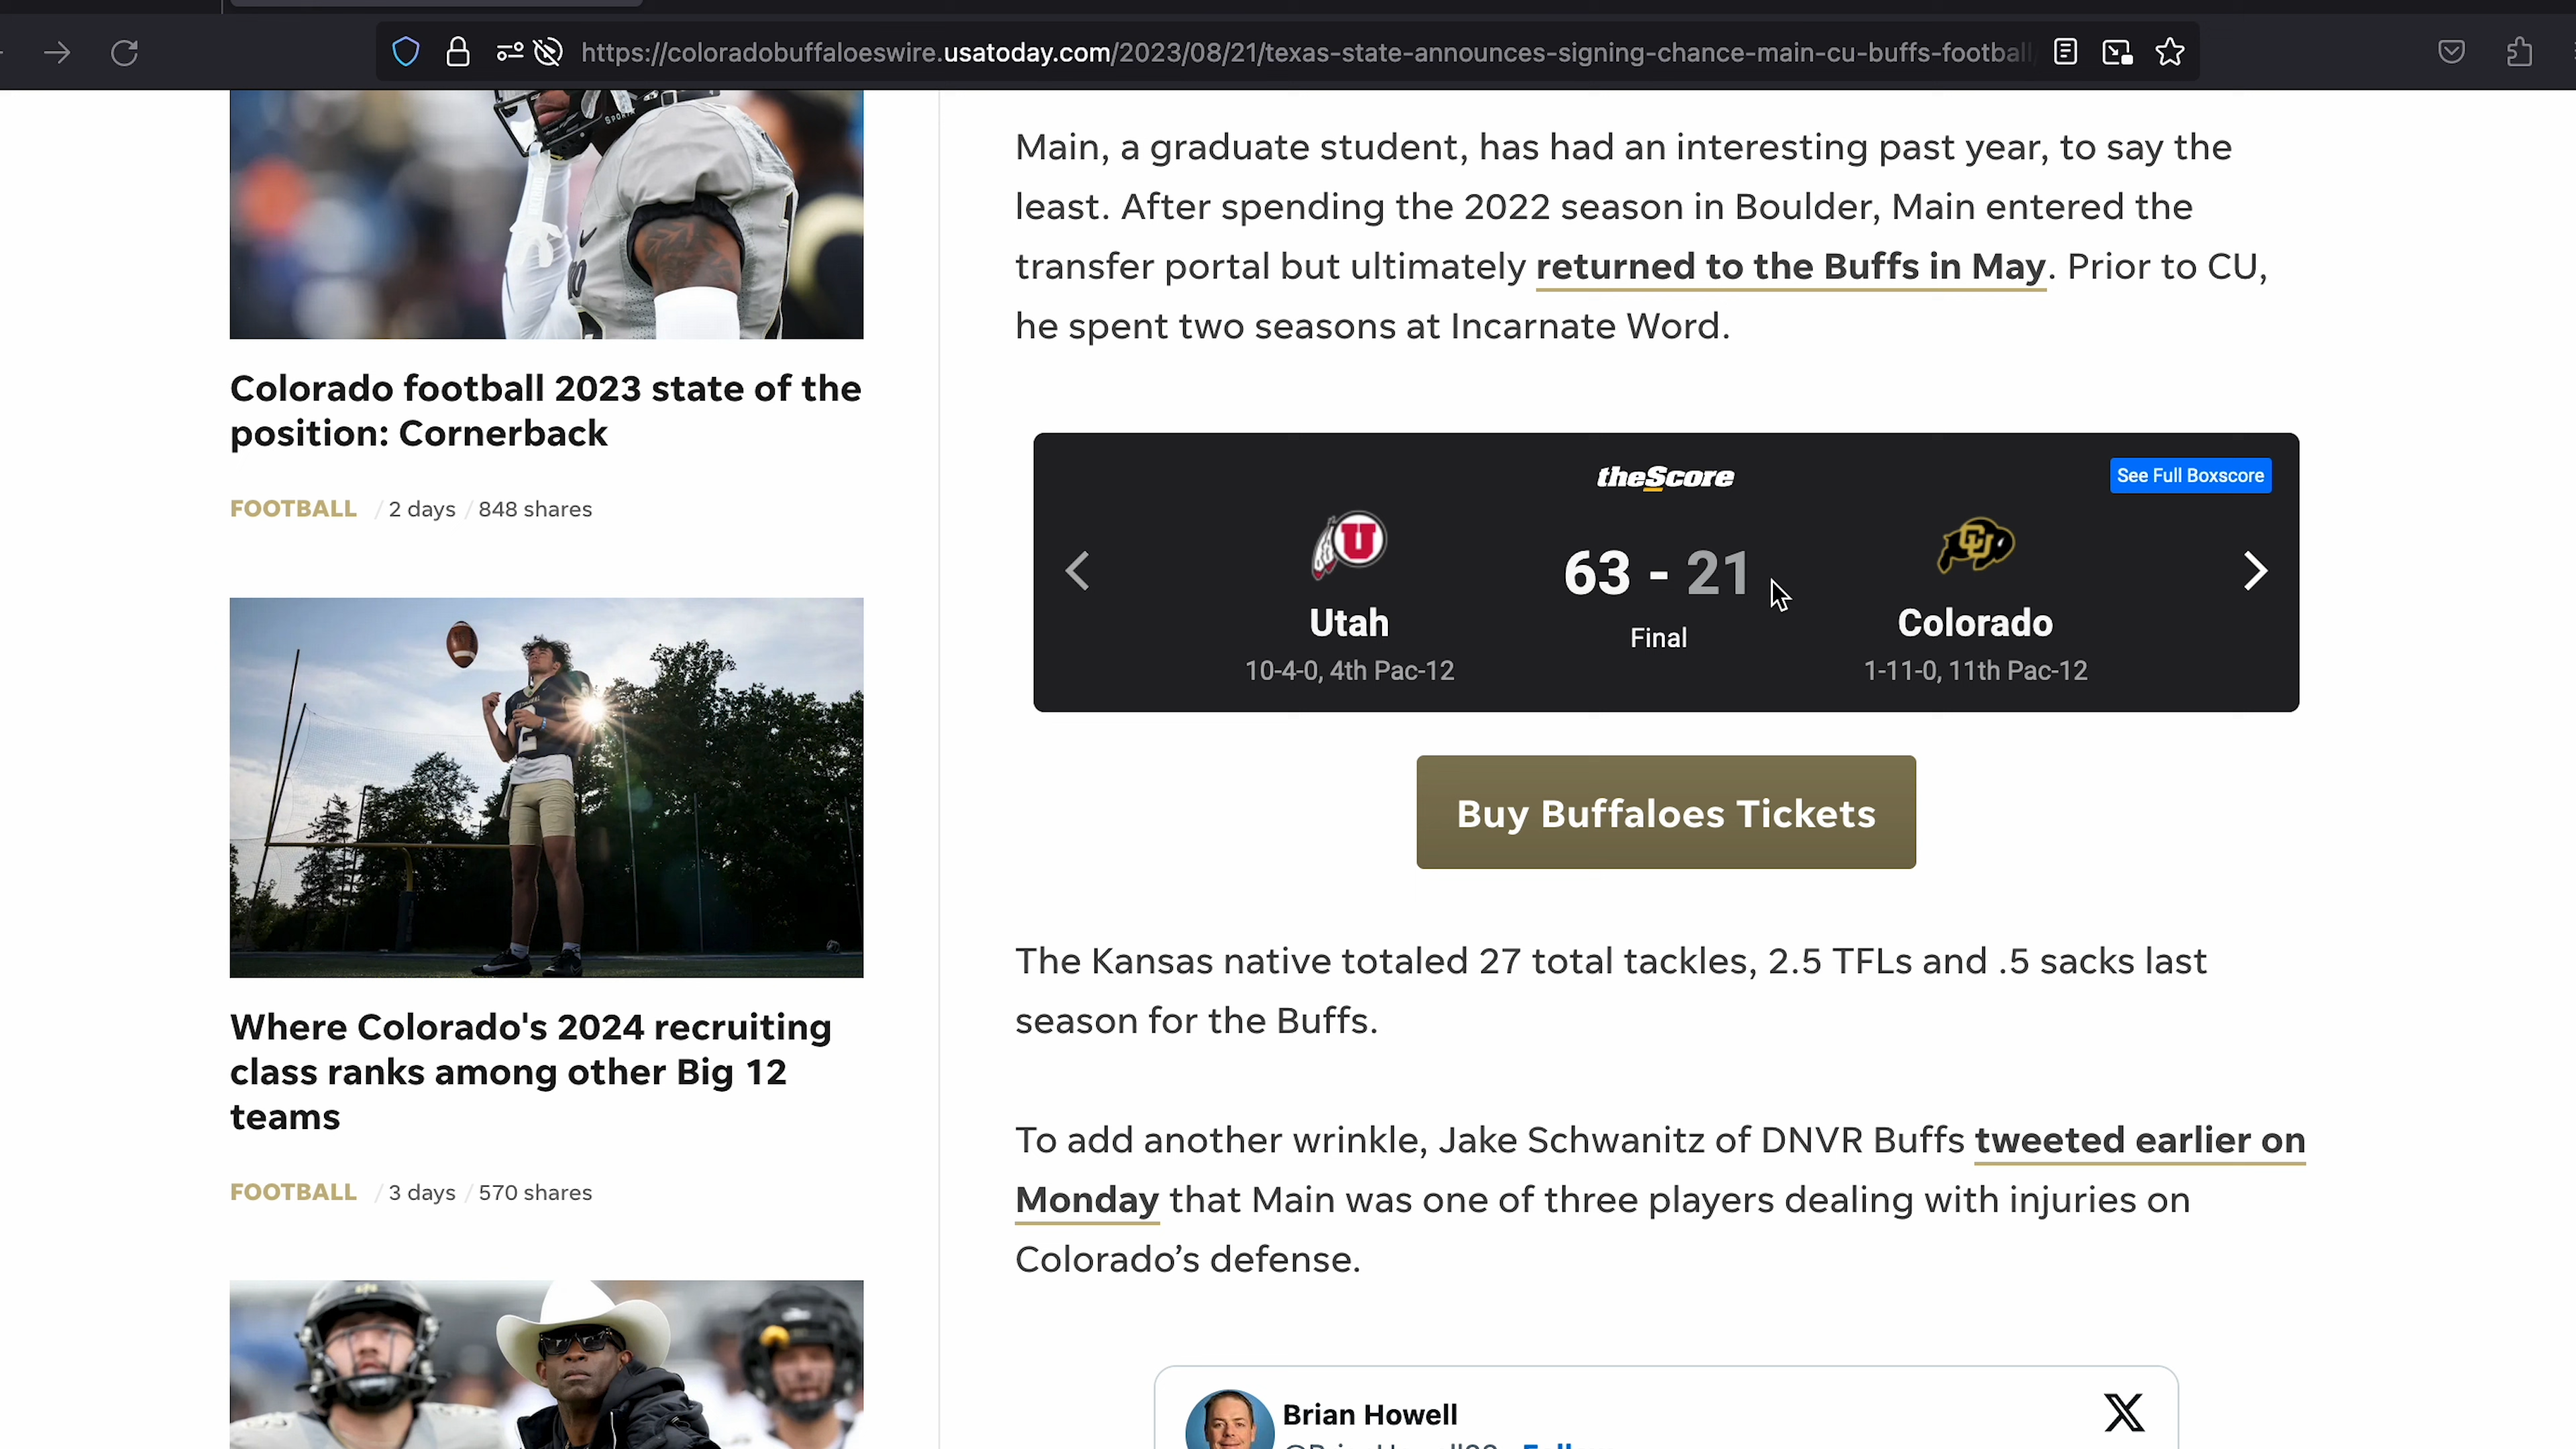 https://coloradobuffaloeswire.usatoday.com/2023/08/21/texas-state-announces-signing-chance-main-cu-buffs-football
Colorado football 2023 state of the
position: Cornerback
FOOTBALL / 2 days / 848 shares
2
Where Colorado's 2024 recruiting
class ranks among other Big 12
teams
FOOTBALL / 3 days / 570 shares
Main, a graduate student, has had an interesting past year, to say the
least. After spending the 2022 season in Boulder, Main entered the
transfer portal but ultimately returned to the Buffs in May. Prior to CU,
he spent two seasons at Incarnate Word.
theScore
See Full Boxscore
U
CU
63 - 21
Utah
Final
Colorado
10-4-0, 4th Pac-12
1-11-0, 11th Pac-12
Buy Buffaloes Tickets
The Kansas native totaled 27 total tackles, 2.5 TFLs and .5 sacks last
season for the Buffs.
To add another wrinkle, Jake Schwanitz of DNVR Buffs tweeted earlier on
Monday that Main was one of three players dealing with injuries on
Colorado’s defense.
Brian Howell